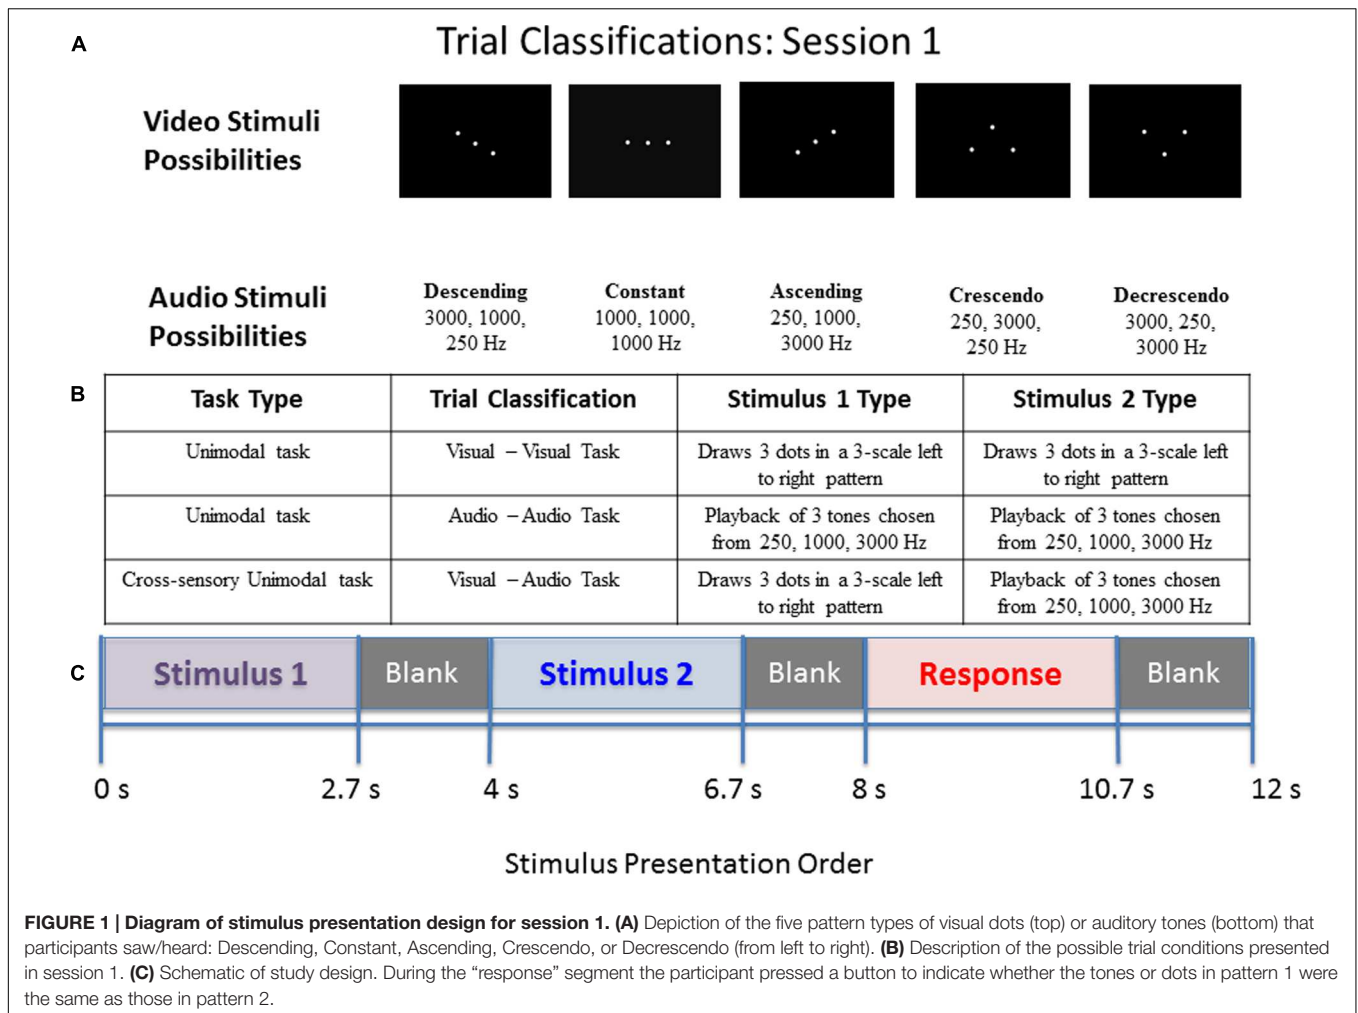 A
Trial Classifications: Session 1
Video Stimuli
Possibilities
Audio Stimuli
Possibilities
Descending
3000, 1000,
250 Hz
Constant
1000, 1000,
1000 Hz
Ascending
250, 1000,
3000 Hz
Crescendo
250, 3000,
250 Hz
Decrescendo
3000, 250,
3000 Hz
B
Task Type
Trial Classification
Stimulus 1 Type
Stimulus 2 Type
Unimodal task
Visual – Visual Task
Draws 3 dots in a 3-scale left
to right pattern
Draws 3 dots in a 3-scale left
to right pattern
Unimodal task
Audio – Audio Task
Playback of 3 tones chosen
from 250, 1000, 3000 Hz
Playback of 3 tones chosen
from 250, 1000, 3000 Hz
Cross-sensory Unimodal task
Visual – Audio Task
Draws 3 dots in a 3-scale left
to right pattern
Playback of 3 tones chosen
from 250, 1000, 3000 Hz
C
Stimulus 1
Blank
Stimulus 2
Blank
Response
Blank
0 s
2.7 s
4 s
6.7 s
8 s
10.7 s
12 s
Stimulus Presentation Order
FIGURE 1 | Diagram of stimulus presentation design for session 1. (A) Depiction of the five pattern types of visual dots (top) or auditory tones (bottom) that
participants saw/heard: Descending, Constant, Ascending, Crescendo, or Decrescendo (from left to right). (B) Description of the possible trial conditions presented
in session 1. (C) Schematic of study design. During the “response” segment the participant pressed a button to indicate whether the tones or dots in pattern 1 were
the same as those in pattern 2.